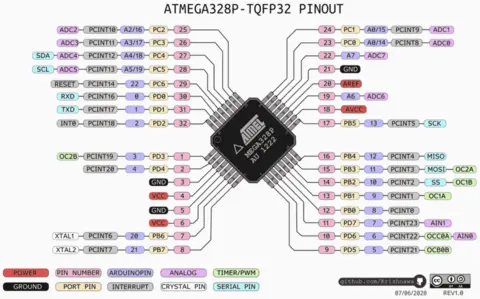 ATMEGA328P-TQFP32 PINOUT
ADC2 PCINT10 A2/16 PC2 25
ADC3 PCINT11 A3/17 PC3 26
SDA ADC4 PCINT12 A4/18 PC4 27
SCL ADC5 PCINT13 A5/19 PC5 28
RESET PCINT14 22 PC6 29
RXD PCINT16 0 PD0 30
TXD PCINT17 1 PD1 31
INT0 PCINT18 2 PD2 32
24 PC1 A0/15 PCINT9 ADC1
23 PC0 A0/14 PCINT8 ADC0
22 A7 ADC7
21 GND
20 AREF
19 A6 ADC6
18 AVCC
17 PB5 13 PCINT5 SCK
ATMEL
MEGA328P
AU 1222
OC2B PCINT19 3 PD3 1
PCINT20 4 PD4 2
GND 3
VCC 4
GND 5
VCC 6
XTAL1 PCINT6 20 PB6 7
XTAL2 PCINT7 21 PB7 8
16 PB4 12 PCINT4 MISO
15 PB3 11 PCINT3 MOSI OC2A
14 PB2 10 PCINT2 SS OC1B
13 PB1 9 PCINT1 OC1A
12 PB0 8 PCINT0
11 PD7 7 PCINT23 AIN1
10 PD6 6 PCINT22 OC0A AIN0
9 PD5 5 PCINT21 OC0B
POWER PIN NUMBER ARDUINOPIN ANALOG TIMER/PWM
GROUND PORT PIN INTERRUPT CRYSTAL PIN SERIAL PIN
07/06/2020 REV1.0